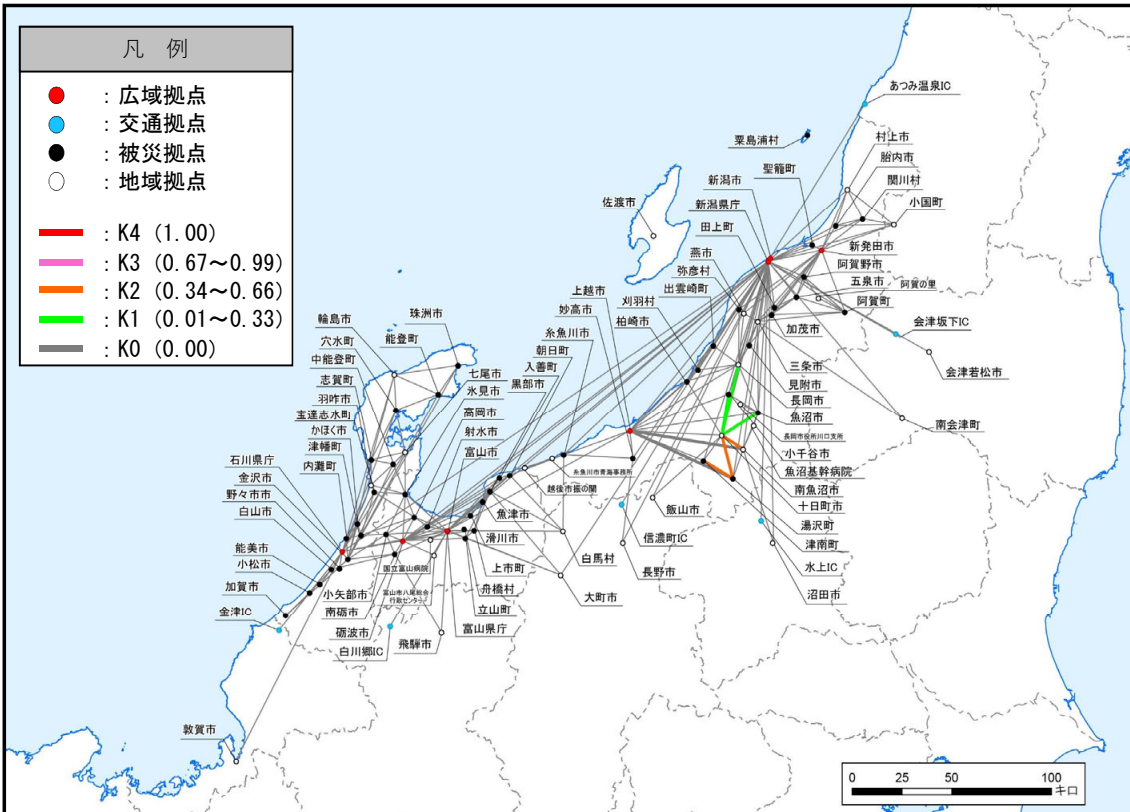 凡 例
：広域拠点
：交通拠点
：被災拠点
：地域拠点
：K4 (1.00)
：K3 (0.67～0.99)
：K2 (0.34～0.66)
：K1 (0.01～0.33)
：K0 (0.00)
あつみ温泉IC
粟島浦村
村上市
胎内市
聖籠町
関川村
新潟市
小国町
佐渡市
新潟県庁
田上町
新発田市
燕市
阿賀野市
弥彦村
五泉市
阿賀の里
出雲崎町
上越市
阿賀町
刈羽村
妙高市
会津坂下IC
柏崎市
糸魚川市
加茂市
珠洲市
輪島市
朝日町
穴水町
能登町
入善町
会津若松市
三条市
中能登町
七尾市
黒部市
見附市
志賀町
氷見市
長岡市
羽咋市
高岡市
魚沼市
南会津町
宝達志水町
射水市
長岡市役所川口支所
かほく市
富山市
小千谷市
津幡町
魚沼基幹病院
石川県庁
内灘町
糸魚川市青海事務所
金沢市
越後市振の関
南魚沼市
野々市市
飯山市
十日町市
白山市
魚津市
湯沢町
滑川市
信濃町IC
能美市
津南町
上市町
白馬村
小松市
国立富山病院
長野市
水上IC
舟橋村
加賀市
小矢部市
富山市八尾総合
行政センター
大町市
沼田市
金津IC
南砺市
立山町
砺波市
富山県庁
飛騨市
白川郷IC
敦賀市
0 25 50 100
キロ